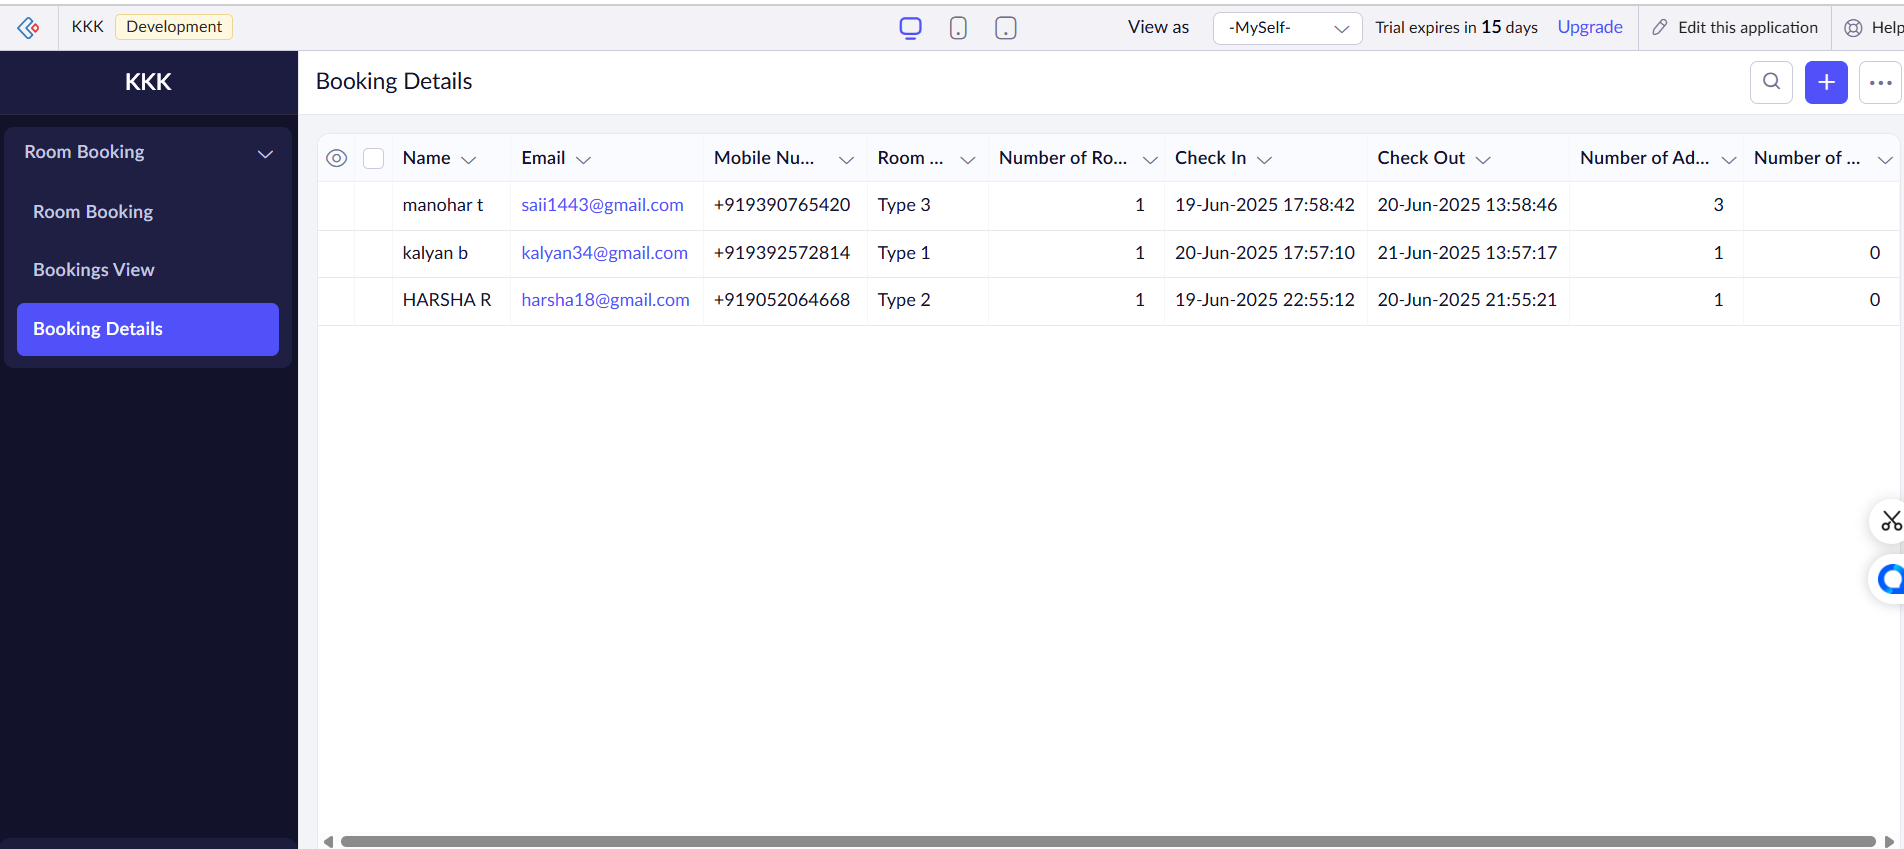 KKK Development View as -MySelf- Trial expires in 15 days Upgrade Edit this application Help
KKK
Booking Details
Room Booking
Room Booking
Bookings View
Booking Details
Name Email Mobile Nu... Room ... Number of Ro... Check In Check Out Number of Ad... Number of ...
manohar t saii1443@gmail.com +919390765420 Type 3 1 19-Jun-2025 17:58:42 20-Jun-2025 13:58:46 3
kalyan b kalyan34@gmail.com +919392572814 Type 1 1 20-Jun-2025 17:57:10 21-Jun-2025 13:57:17 1 0
HARSHA R harsha18@gmail.com +919052064668 Type 2 1 19-Jun-2025 22:55:12 20-Jun-2025 21:55:21 1 0